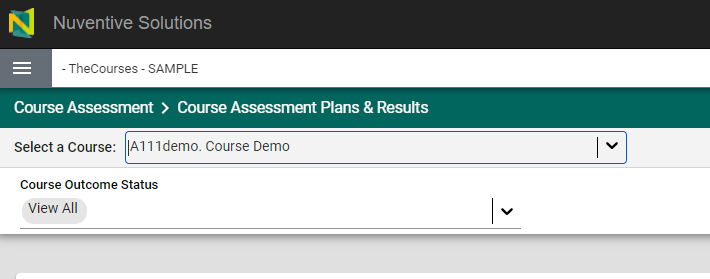 Nuventive Solutions
- TheCourses - SAMPLE
Course Assessment > Course Assessment Plans & Results
Select a Course: A111demo. Course Demo
Course Outcome Status
View All